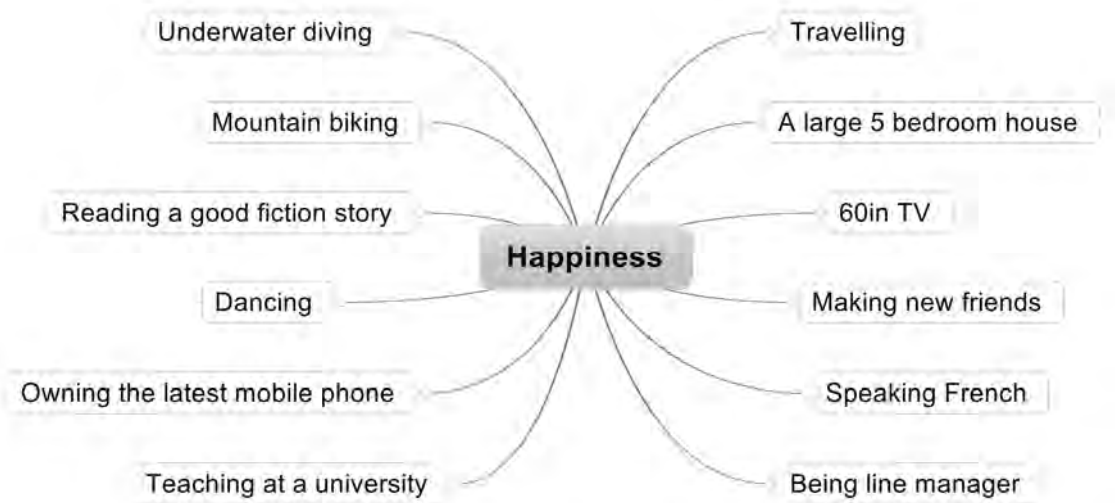 Underwater diving
Travelling
Mountain biking
A large 5 bedroom house
Reading a good fiction story
60in TV
Happiness
Dancing
Making new friends
Owning the latest mobile phone
Speaking French
Teaching at a university
Being line manager